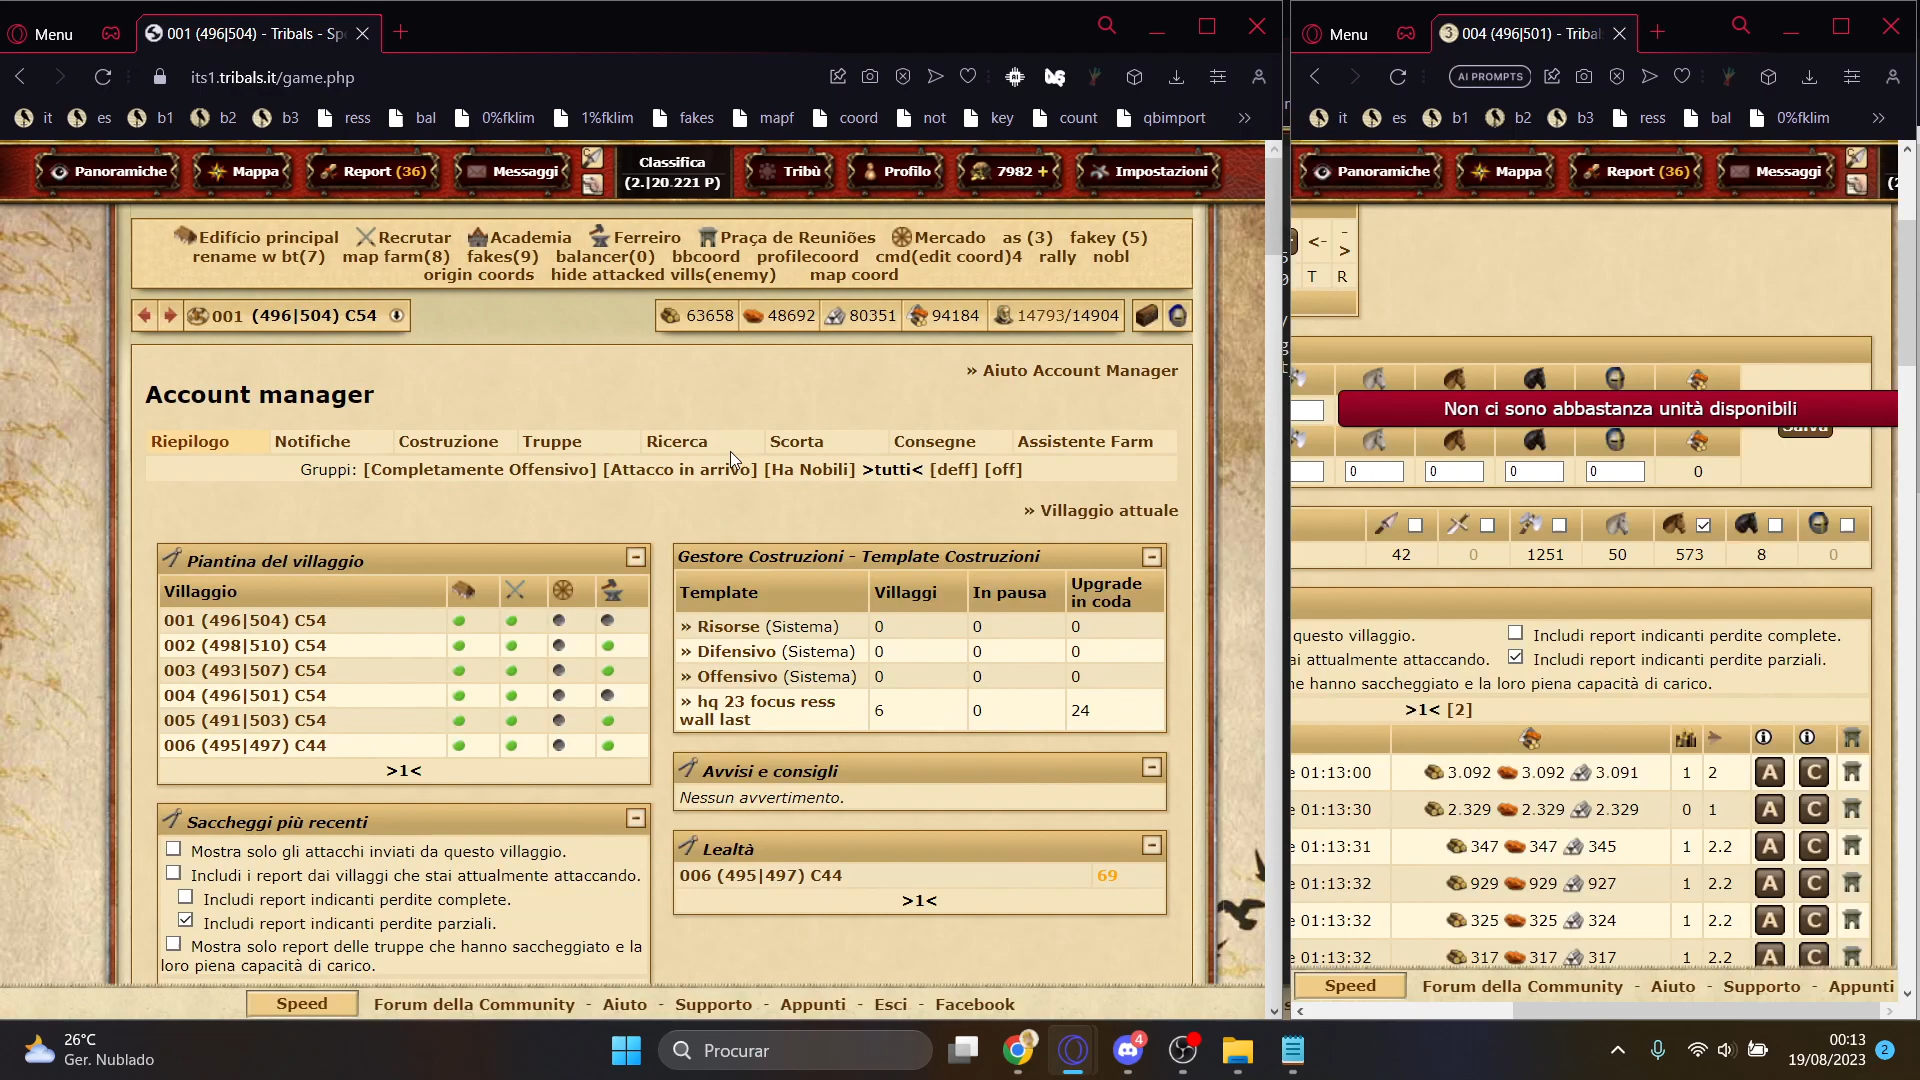 Menu
001 (496|504) - Tribals - Spe
its1.tribals.it/game.php
it es b1 b2 b3 ress bal 0%fklim 1%fklim fakes mapf coord not key count qbimport
Panoramiche Mappa Report (36) Messaggi Classifica Tribù Profilo 7982 + Impostazioni
(2.|20.221 P)
Edifício principal Recrutar Academia Ferreiro Praça de Reuniões Mercado as (3) fakey (5)
rename w bt(7) map farm(8) fakes(9) balancer(0) bbcoord profilecoord cmd(edit coord)4 rally nobl
origin coords hide attacked vills(enemy) map coord
001 (496|504) C54
63658 48692 80351 94184 14793/14904
» Aiuto Account Manager
Account manager
Riepilogo Notifiche Costruzione Truppe Ricerca Scorta Consegne Assistente Farm
Gruppi: [Completamente Offensivo] [Attacco in arrivo] [Ha Nobili] >tutti< [deff] [off]
» Villaggio attuale
Piantina del villaggio
Villaggio
001 (496|504) C54
002 (498|510) C54
003 (493|507) C54
004 (496|501) C54
005 (491|503) C54
006 (495|497) C44
>1<
Saccheggi più recenti
Mostra solo gli attacchi inviati da questo villaggio.
Includi i report dai villaggi che stai attualmente attaccando.
Includi report indicanti perdite complete.
Includi report indicanti perdite parziali.
Mostra solo report delle truppe che hanno saccheggiato e la
loro piena capacità di carico.
Gestore Costruzioni - Template Costruzioni
Template Villaggi In pausa Upgrade
in coda
» Risorse (Sistema) 0 0 0
» Difensivo (Sistema) 0 0 0
» Offensivo (Sistema) 0 0 0
» hq 23 focus ress
wall last 6 0 24
Avvisi e consigli
Nessun avvertimento.
Lealtà
006 (495|497) C44 69
>1<
Speed Forum della Community - Aiuto - Supporto - Appunti - Esci - Facebook
Menu
004 (496|501) - Tribal
AI PROMPTS
it es b1 b2 b3 ress bal 0%fklim
Panoramiche Mappa Report (36) Messaggi
<- ->
T R
Non ci sono abbastanza unità disponibili
Salva
0 0 0 0 0
42 0 1251 50 573 8 0
questo villaggio.
Includi report indicanti perdite complete.
ai attualmente attaccando.
Includi report indicanti perdite parziali.
he hanno saccheggiato e la loro piena capacità di carico.
>1< [2]
e 01:13:00 3.092 3.092 3.091 1 2 A C
e 01:13:30 2.329 2.329 2.329 0 1 A C
e 01:13:31 347 347 345 1 2.2 A C
e 01:13:32 929 929 927 1 2.2 A C
e 01:13:32 325 325 324 1 2.2 A C
e 01:13:32 317 317 317 1 2.2 A C
Speed Forum della Community - Aiuto - Supporto - Appunti
26°C
Ger. Nublado
Procurar
4
00:13
19/08/2023
2